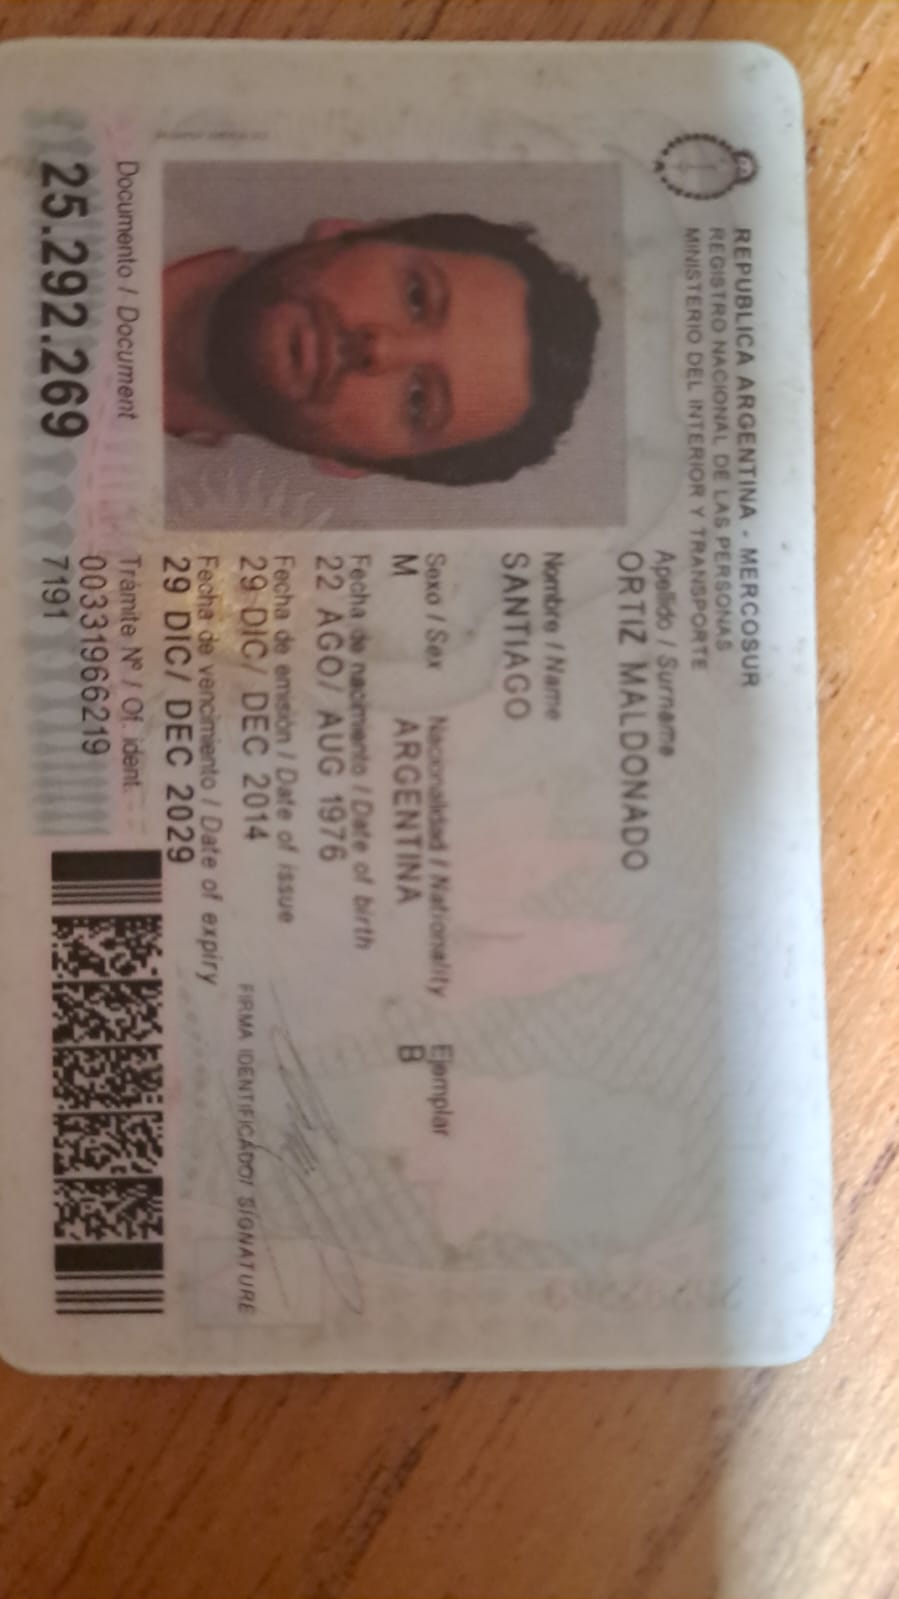 REPUBLICA ARGENTINA - MERCOSUR
REGISTRO NACIONAL DE LAS PERSONAS
MINISTERIO DEL INTERIOR Y TRANSPORTE
Apellido / Surname
ORTIZ MALDONADO
Nombre / Name
SANTIAGO
Sexo / Sex Nacionalidad / Nationality Ejemplar
M ARGENTINA B
Fecha de nacimiento / Date of birth
22 AGO/ AUG 1976
Fecha de emisión / Date of issue
29 DIC/ DEC 2014
Fecha de vencimiento / Date of expiry
29 DIC/ DEC 2029
FIRMA IDENTIFICADO/ SIGNATURE
Documento / Document
25.292.269
Trámite Nº / Of. ident.
00331966219
7191